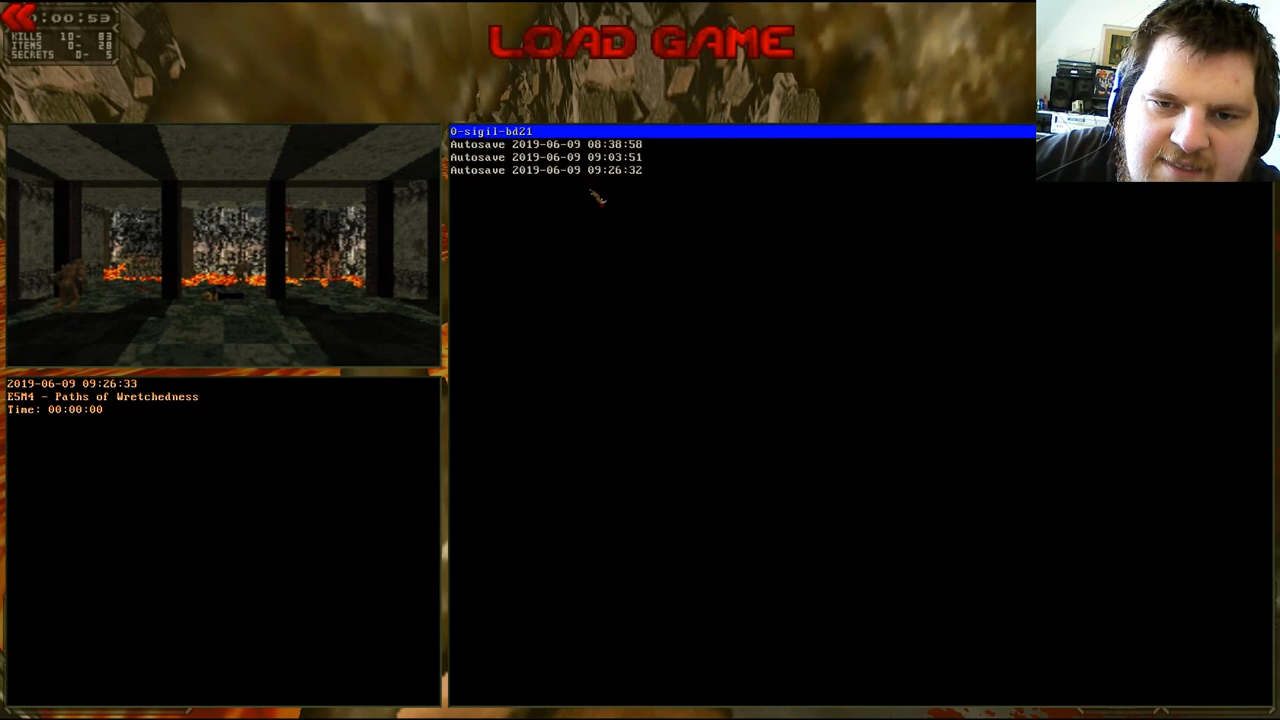 0:00:53
KILLS 10- 83
ITEMS 0- 28
SECRETS 0- 5
LOAD GAME
0-sigil-bd21
Autosave 2019-06-09 08:38:58
Autosave 2019-06-09 09:03:51
Autosave 2019-06-09 09:26:32
2019-06-09 09:26:33
E5M4 - Paths of Wretchedness
Time: 00:00:00